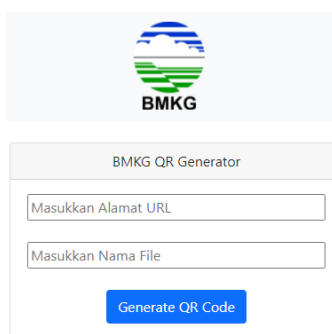 BMKG
BMKG QR Generator
Masukkan Alamat URL
Masukkan Nama File
Generate QR Code